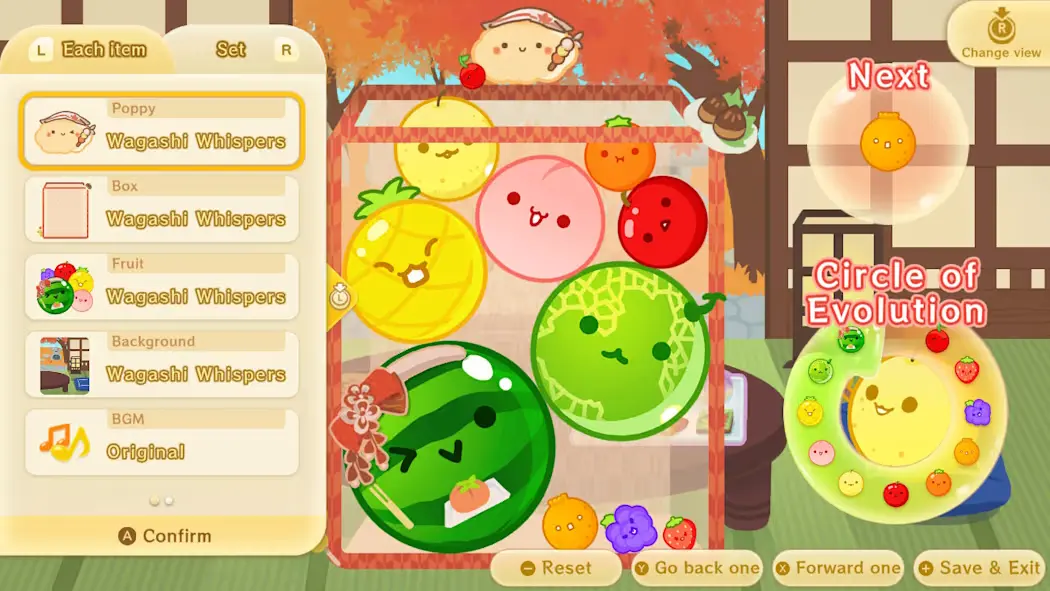 L Each item
Set R
Poppy
Wagashi Whispers
Box
Wagashi Whispers
Fruit
Wagashi Whispers
Background
Wagashi Whispers
BGM
Original
A Confirm
L
R
Change view
Next
Circle of
Evolution
Reset
Y Go back one
X Forward one
+ Save & Exit